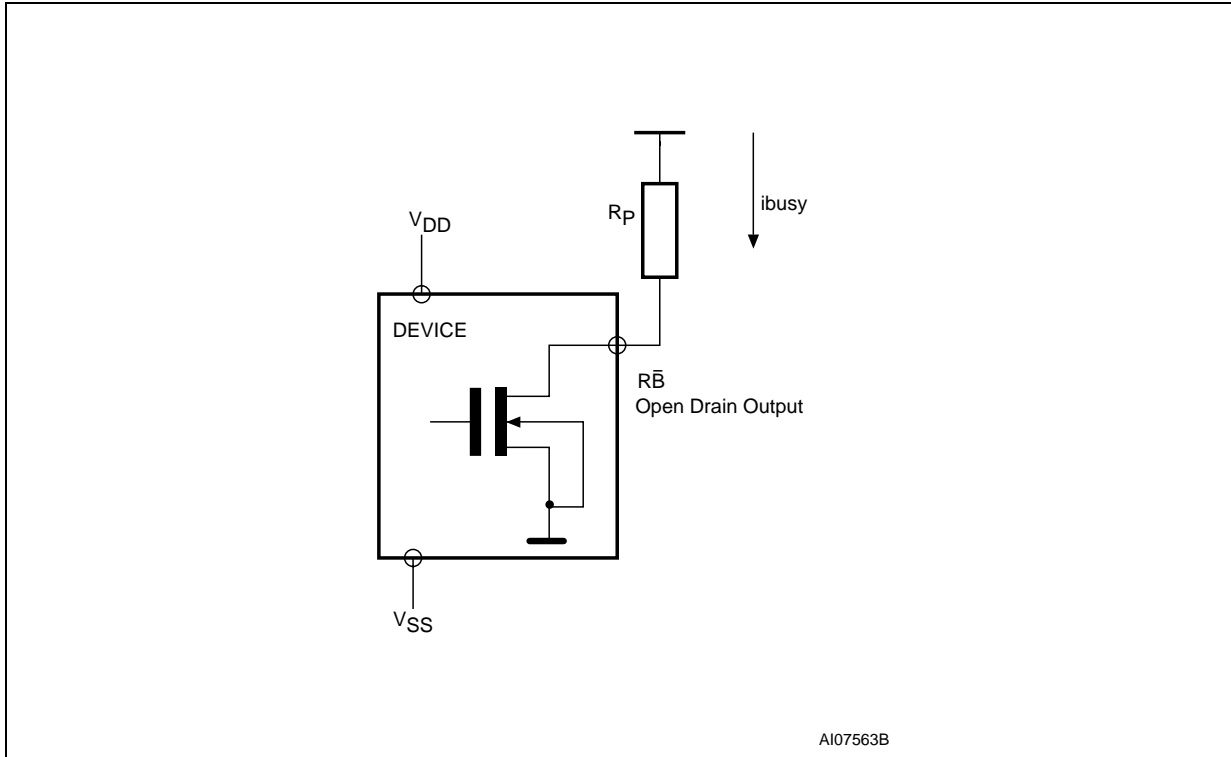 ibusy
RP
VDD
DEVICE
RB̅
Open Drain Output
VSS
AI07563B